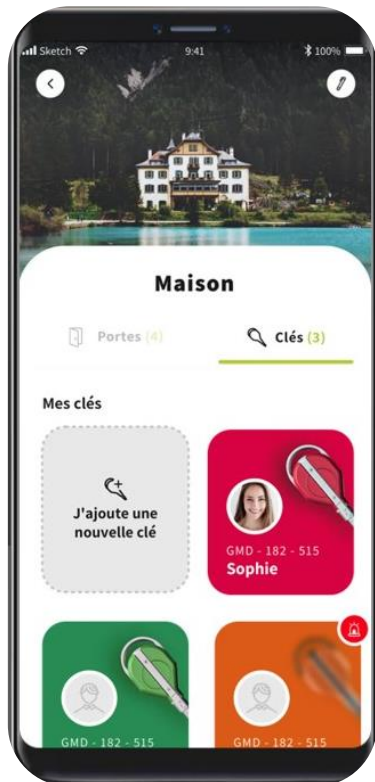 Sketch 9:41 100%
Maison
Portes (4) Clés (3)
Mes clés
J'ajoute une
nouvelle clé
GMD - 182 - 515
Sophie
GMD - 182 - 515 GMD - 182 - 515